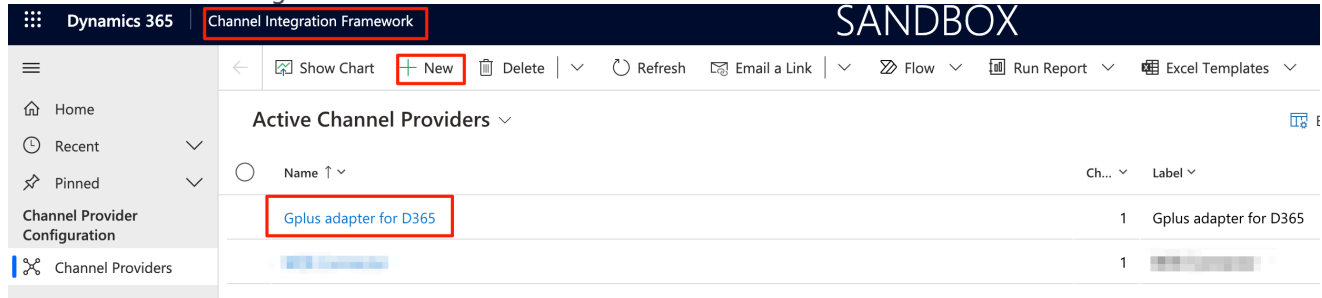 Dynamics 365 Channel Integration Framework SANDBOX
Show Chart New Delete Refresh Email a Link Flow Run Report Excel Templates
Home
Active Channel Providers
Recent
Name ↑ Ch... Label
Pinned
Channel Provider
Configuration
Gplus adapter for D365 1 Gplus adapter for D365
Channel Providers
1